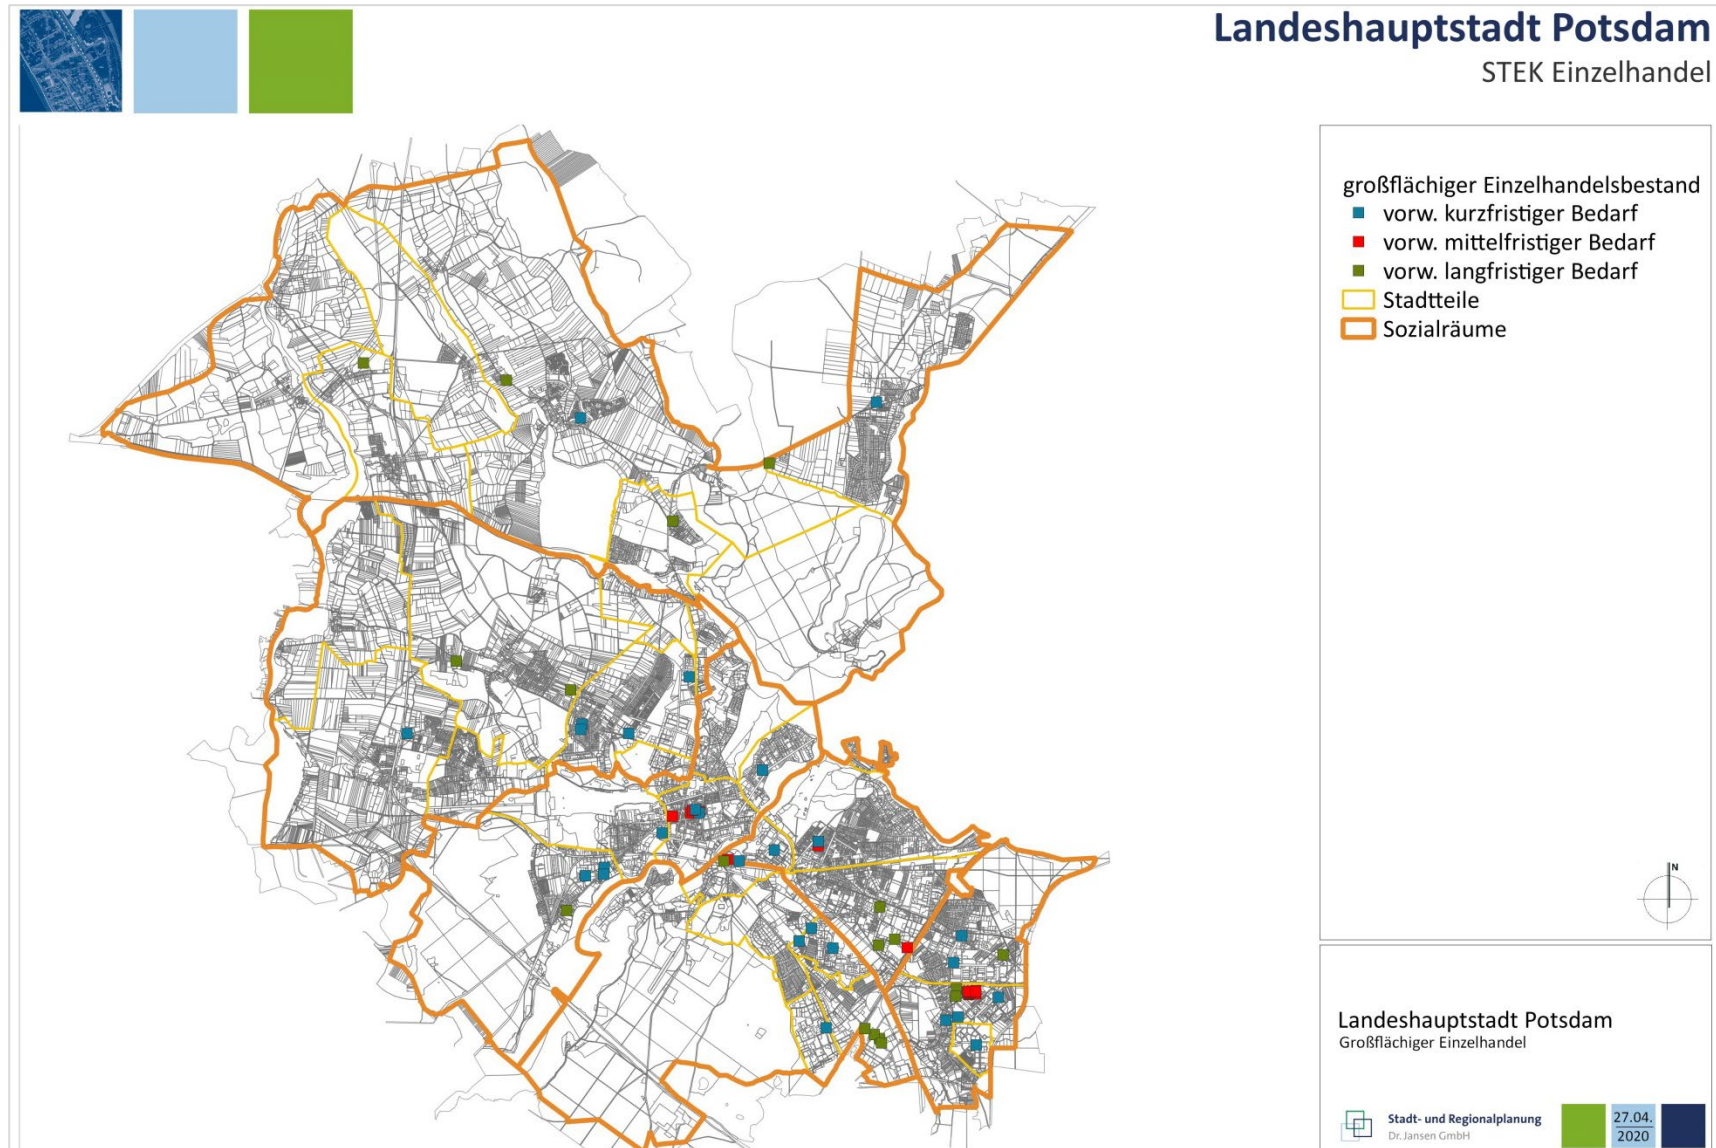 Landeshauptstadt Potsdam
STEK Einzelhandel
großflächiger Einzelhandelsbestand
vorw. kurzfristiger Bedarf
vorw. mittelfristiger Bedarf
vorw. langfristiger Bedarf
Stadtteile
Sozialräume
N
Landeshauptstadt Potsdam
Großflächiger Einzelhandel
Stadt- und Regionalplanung
Dr. Jansen GmbH
27.04.
2020